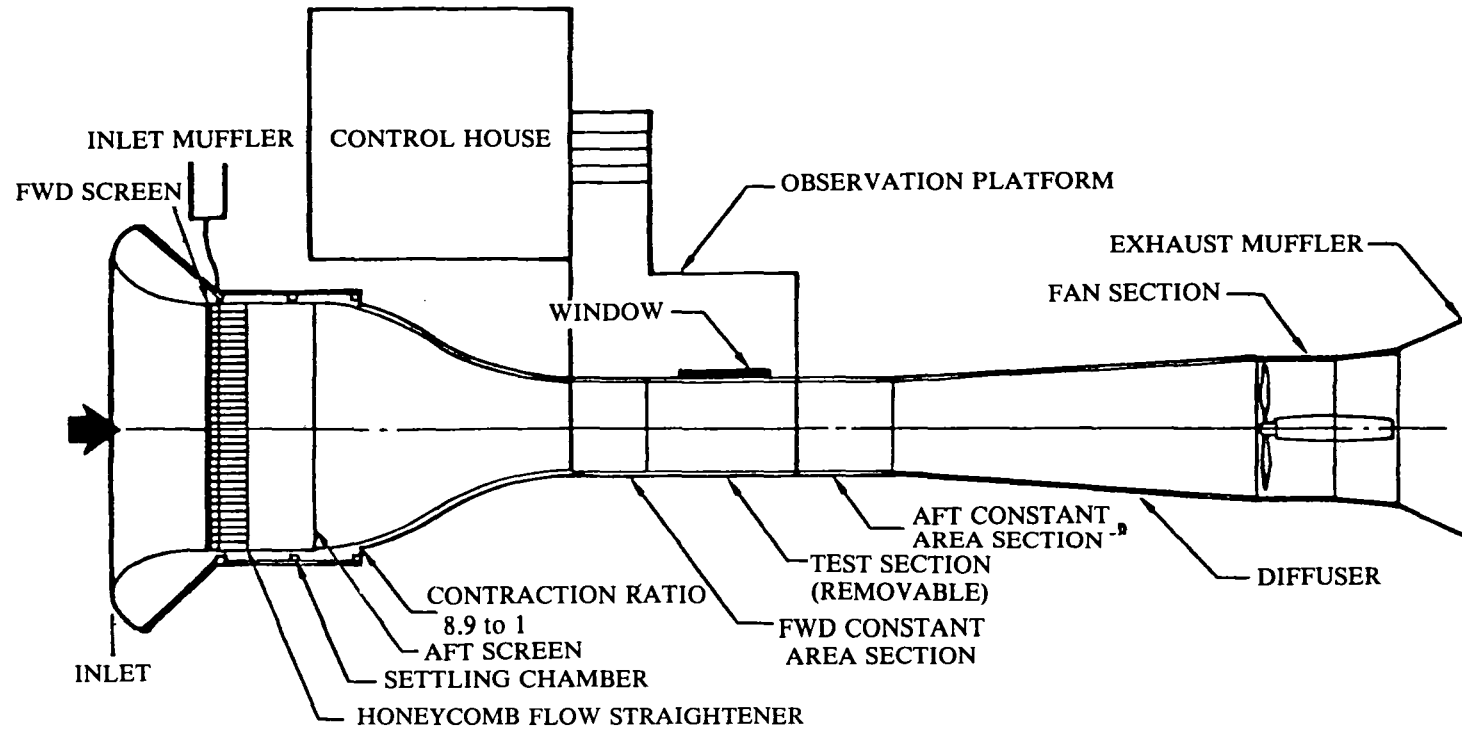 INLET MUFFLER
CONTROL HOUSE
FWD SCREEN
OBSERVATION PLATFORM
EXHAUST MUFFLER
FAN SECTION
WINDOW
AFT CONSTANT
AREA SECTION
TEST SECTION
(REMOVABLE)
DIFFUSER
CONTRACTION RATIO
8.9 to 1
FWD CONSTANT
AREA SECTION
AFT SCREEN
INLET
SETTLING CHAMBER
HONEYCOMB FLOW STRAIGHTENER